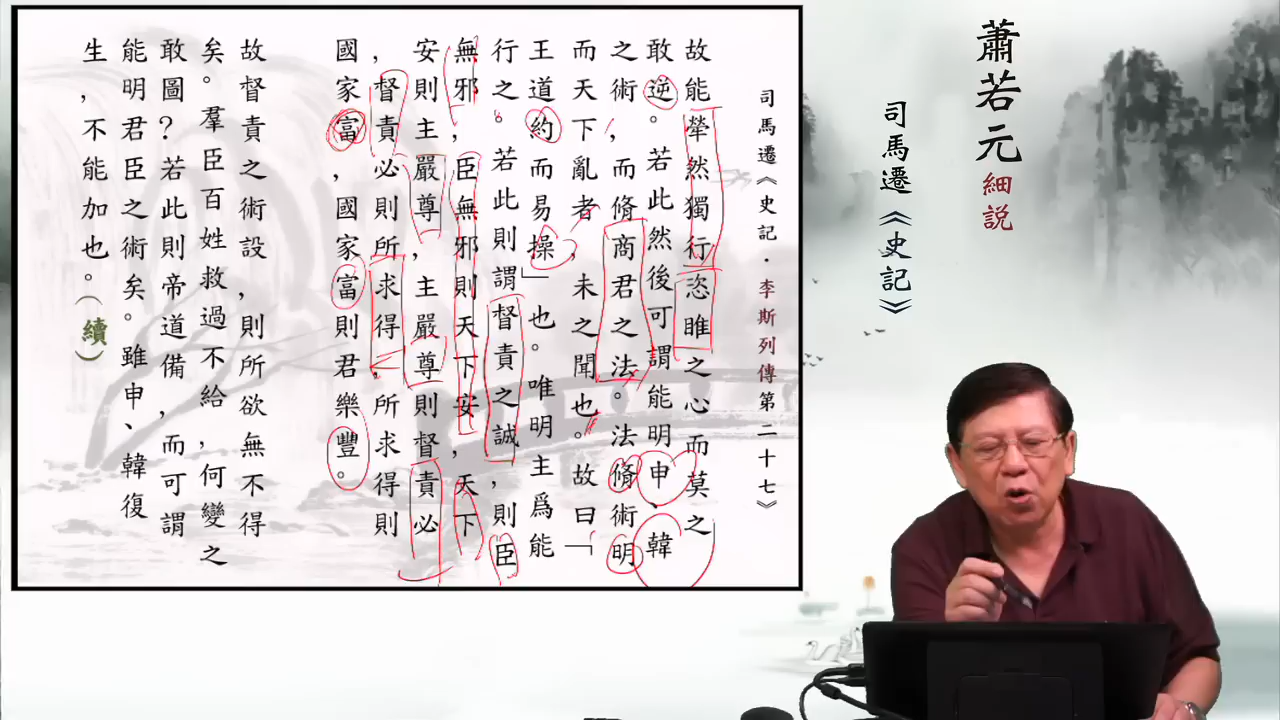 蕭若元細説
司馬遷《史記》
司馬遷《史記·李斯列傳第二十七》
故能犖然獨行恣睢之心而莫之
敢逆。若此然後可謂能明申、韓
之術,而脩商君之法。法脩術明
而天下亂者,未之聞也。故曰「
王道約而易操」也。唯明主爲能
行之。若此則謂督責之誠,則臣
無邪,臣無邪則天下安,天下
安則主嚴尊,主嚴尊則督責必
,督責必則所求得,所求得則
國家富,國家富則君樂豐。
故督責之術設,則所欲無不得
矣。羣臣百姓救過不給,何變之
敢圖?若此則帝道備,而可謂
能明君臣之術矣。雖申、韓復
生,不能加也。(續)